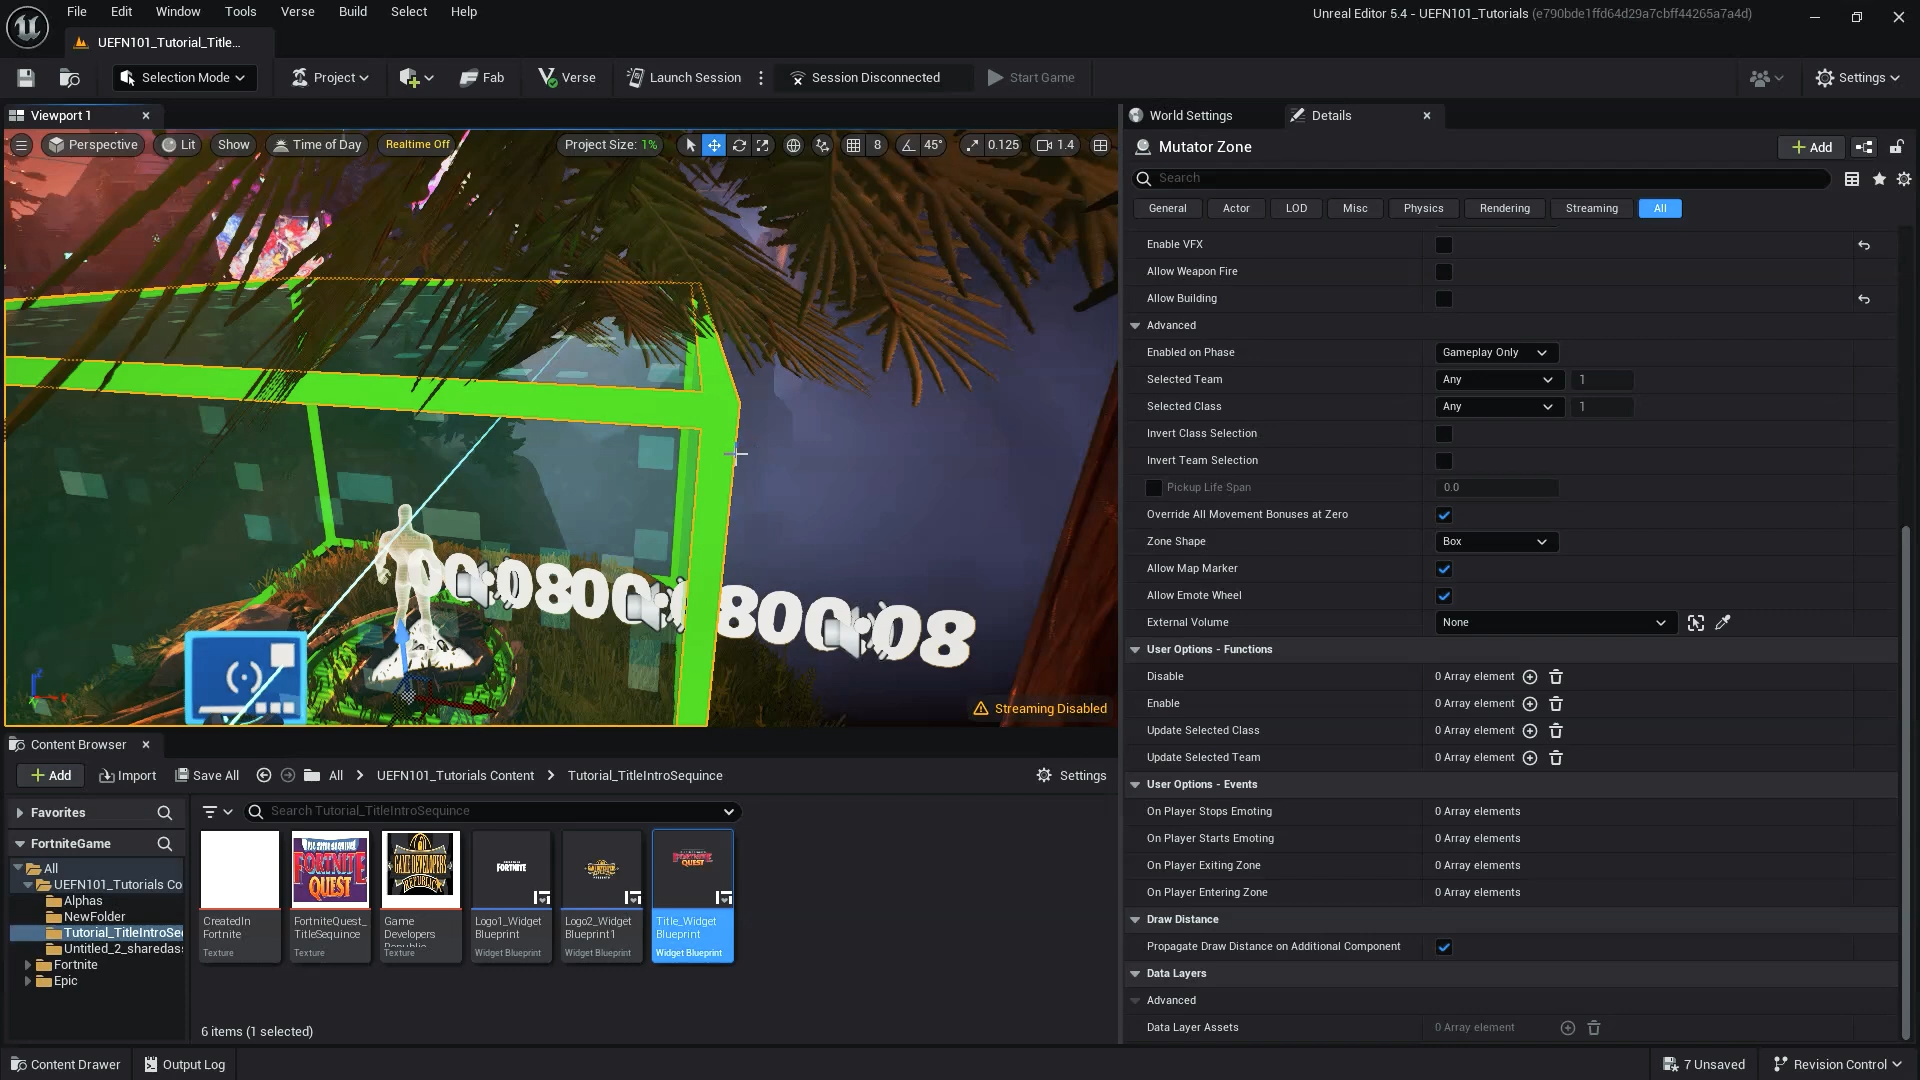 File Edit Window Tools Verse Build Select Help
Unreal Editor 5.4 - UEFN101_Tutorials (e790bde1ffd64d29a7cbff44265a7a4d)
UEFN101_Tutorial_Title...
Selection Mode Project Fab Verse Launch Session Session Disconnected Start Game Settings
Viewport 1
World Settings Details
Perspective Lit Show Time of Day Realtime Off Project Size: 1% 8 45° 0.125 1.4
Mutator Zone
Add
Search
General Actor LOD Misc Physics Rendering Streaming All
Enable VFX
Allow Weapon Fire
Allow Building
Advanced
Enabled on Phase Gameplay Only
Selected Team Any 1
Selected Class Any 1
Invert Class Selection
Invert Team Selection
Pickup Life Span 0.0
Override All Movement Bonuses at Zero
Zone Shape Box
Allow Map Marker
Allow Emote Wheel
External Volume None
User Options - Functions
Disable 0 Array element
Enable 0 Array element
Update Selected Class 0 Array element
Update Selected Team 0 Array element
User Options - Events
On Player Stops Emoting 0 Array elements
On Player Starts Emoting 0 Array elements
On Player Exiting Zone 0 Array elements
On Player Entering Zone 0 Array elements
Draw Distance
Propagate Draw Distance on Additional Component
Data Layers
Advanced
Data Layer Assets 0 Array element
Streaming Disabled
Content Browser
Add Import Save All All UEFN101_Tutorials Content Tutorial_TitleIntroSequince Settings
Favorites
Search Tutorial_TitleIntroSequince
FortniteGame
All
UEFN101_Tutorials Co
Alphas
NewFolder
Tutorial_TitleIntroSe
Untitled_2_sharedas
Fortnite
Epic
FORTNITE QUEST
GAME DEVELOPERS REPUBLIC
FORTNITE
FORTNITE QUEST
CreatedIn Fortnite
Texture
FortniteQuest_TitleSequince
Texture
Game Developers
Texture
Logo1_Widget Blueprint
Widget Blueprint
Logo2_Widget Blueprint1
Widget Blueprint
Title_Widget Blueprint
Widget Blueprint
6 items (1 selected)
Content Drawer Output Log 7 Unsaved Revision Control